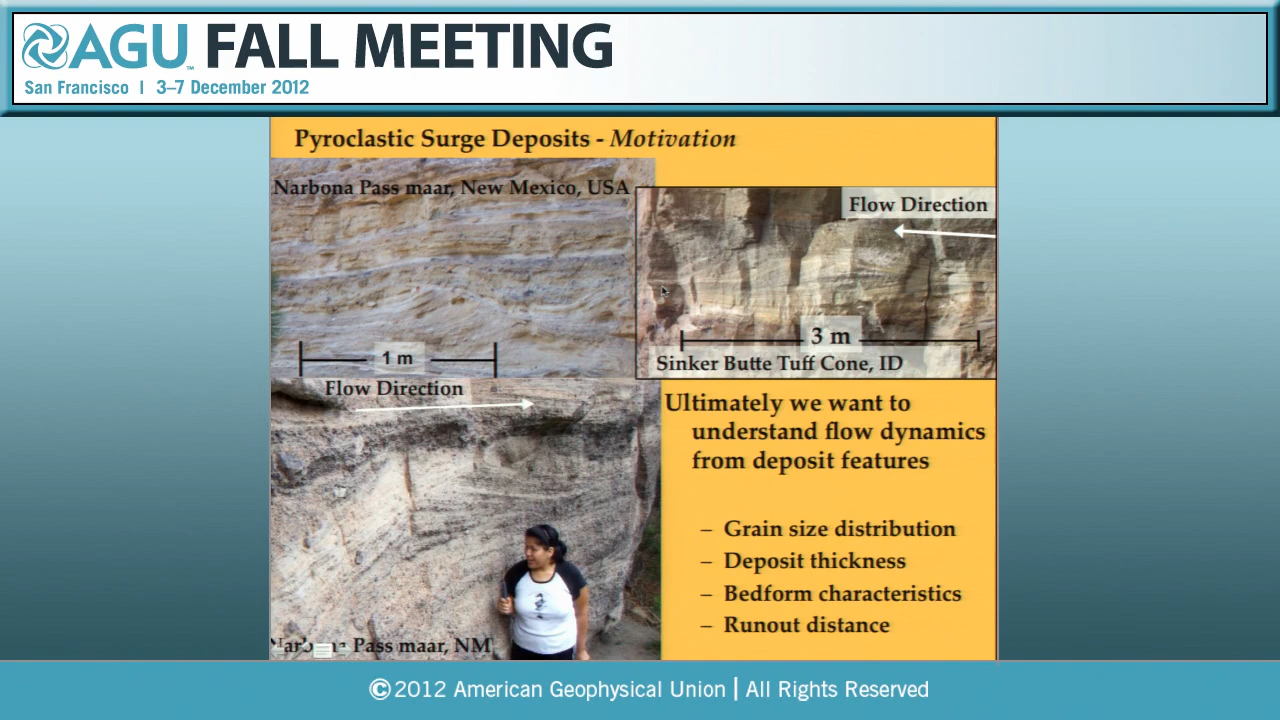 AGU FALL MEETING
San Francisco | 3–7 December 2012
Pyroclastic Surge Deposits - Motivation
Narbona Pass maar, New Mexico, USA
Flow Direction
1 m
3 m
Sinker Butte Tuff Cone, ID
Flow Direction
Ultimately we want to
understand flow dynamics
from deposit features
– Grain size distribution
– Deposit thickness
– Bedform characteristics
– Runout distance
Pass maar, NM
©2012 American Geophysical Union | All Rights Reserved